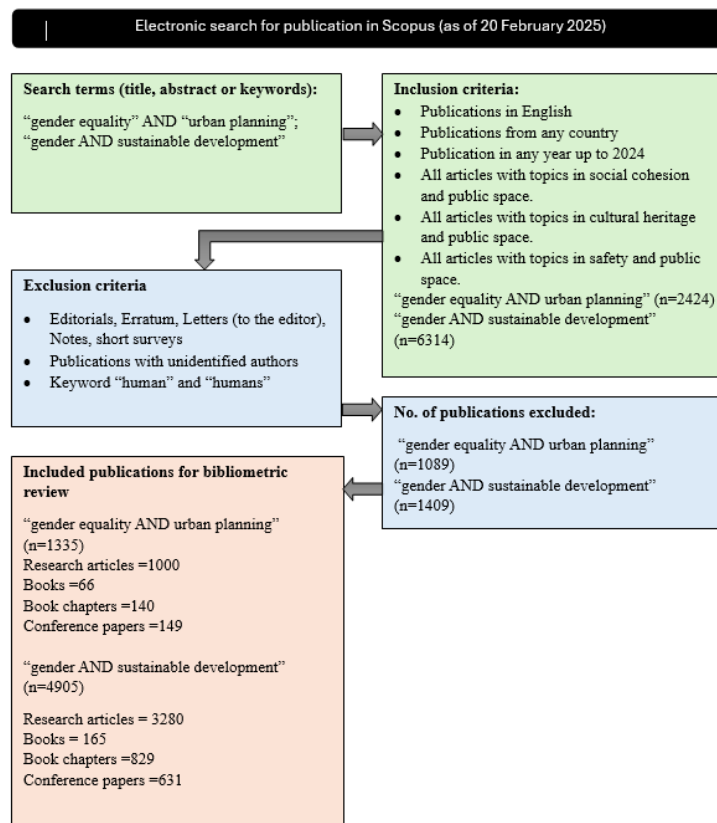 Electronic search for publication in Scopus (as of 20 February 2025)
Search terms (title, abstract or keywords):
“gender equality” AND “urban planning”;
“gender AND sustainable development”
Inclusion criteria:
• Publications in English
• Publications from any country
• Publication in any year up to 2024
• All articles with topics in social cohesion
and public space.
• All articles with topics in cultural heritage
and public space.
• All articles with topics in safety and public
space.
“gender equality AND urban planning” (n=2424)
“gender AND sustainable development”
(n=6314)
Exclusion criteria
• Editorials, Erratum, Letters (to the editor),
Notes, short surveys
• Publications with unidentified authors
• Keyword “human” and “humans”
No. of publications excluded:
“gender equality AND urban planning”
(n=1089)
“gender AND sustainable development”
(n=1409)
Included publications for bibliometric
review
“gender equality AND urban planning”
(n=1335)
Research articles =1000
Books =66
Book chapters =140
Conference papers =149
“gender AND sustainable development”
(n=4905)
Research articles = 3280
Books = 165
Book chapters =829
Conference papers =631